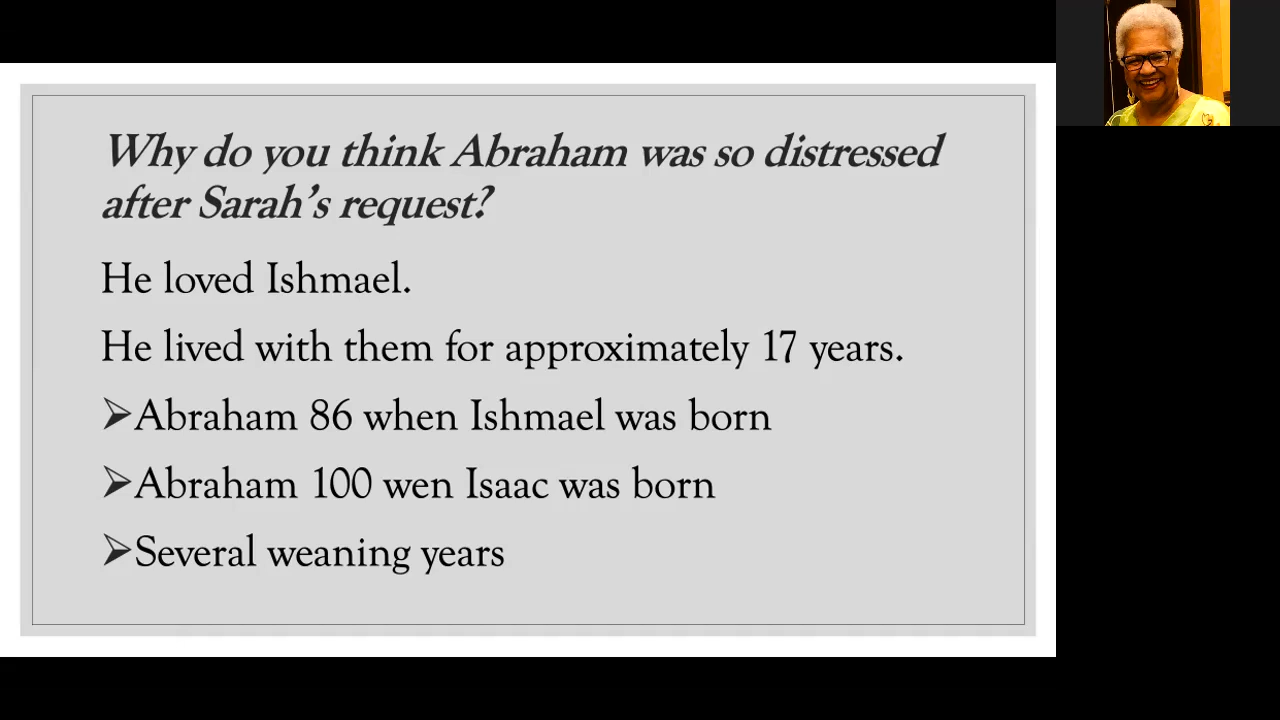 Why do you think Abraham was so distressed
after Sarah's request?
He loved Ishmael.
He lived with them for approximately 17 years.
➢Abraham 86 when Ishmael was born
➢Abraham 100 wen Isaac was born
➢Several weaning years